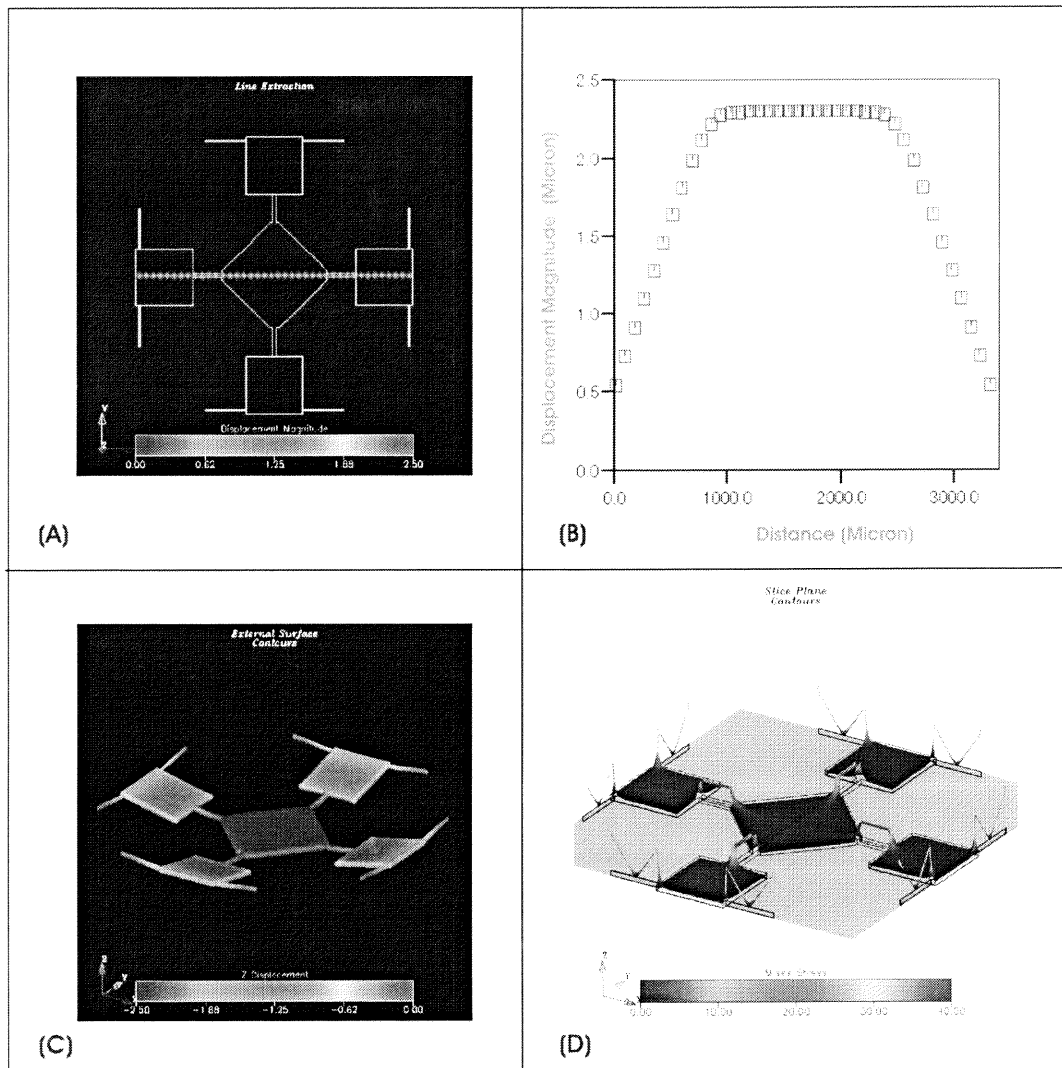 Line Extraction
Y
Displacement Magnitude
0.00 0.62 1.25 1.88 2.50
(A)
2.5
2.0
1.5
1.0
0.5
0.0
Displacement Magnitude (Micron)
0.0 1000.0 2000.0 3000.0
Distance (Micron)
(B)
External Surface
Contours
Z
Y
Z Displacement
-2.50 -1.88 -1.25 -0.62 0.00
(C)
Slice Plane
Contours
Z
Y
Mises Stress
0.00 10.00 20.00 30.00 40.00
(D)